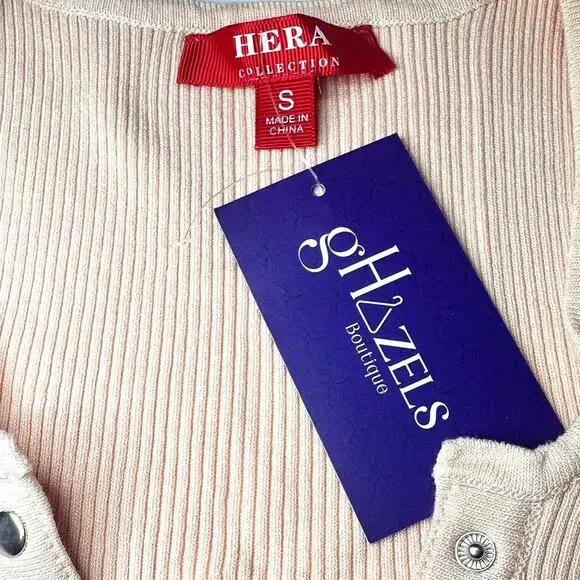 HERA
COLLECTION
S
MADE IN
CHINA
gHAZELS
Boutique